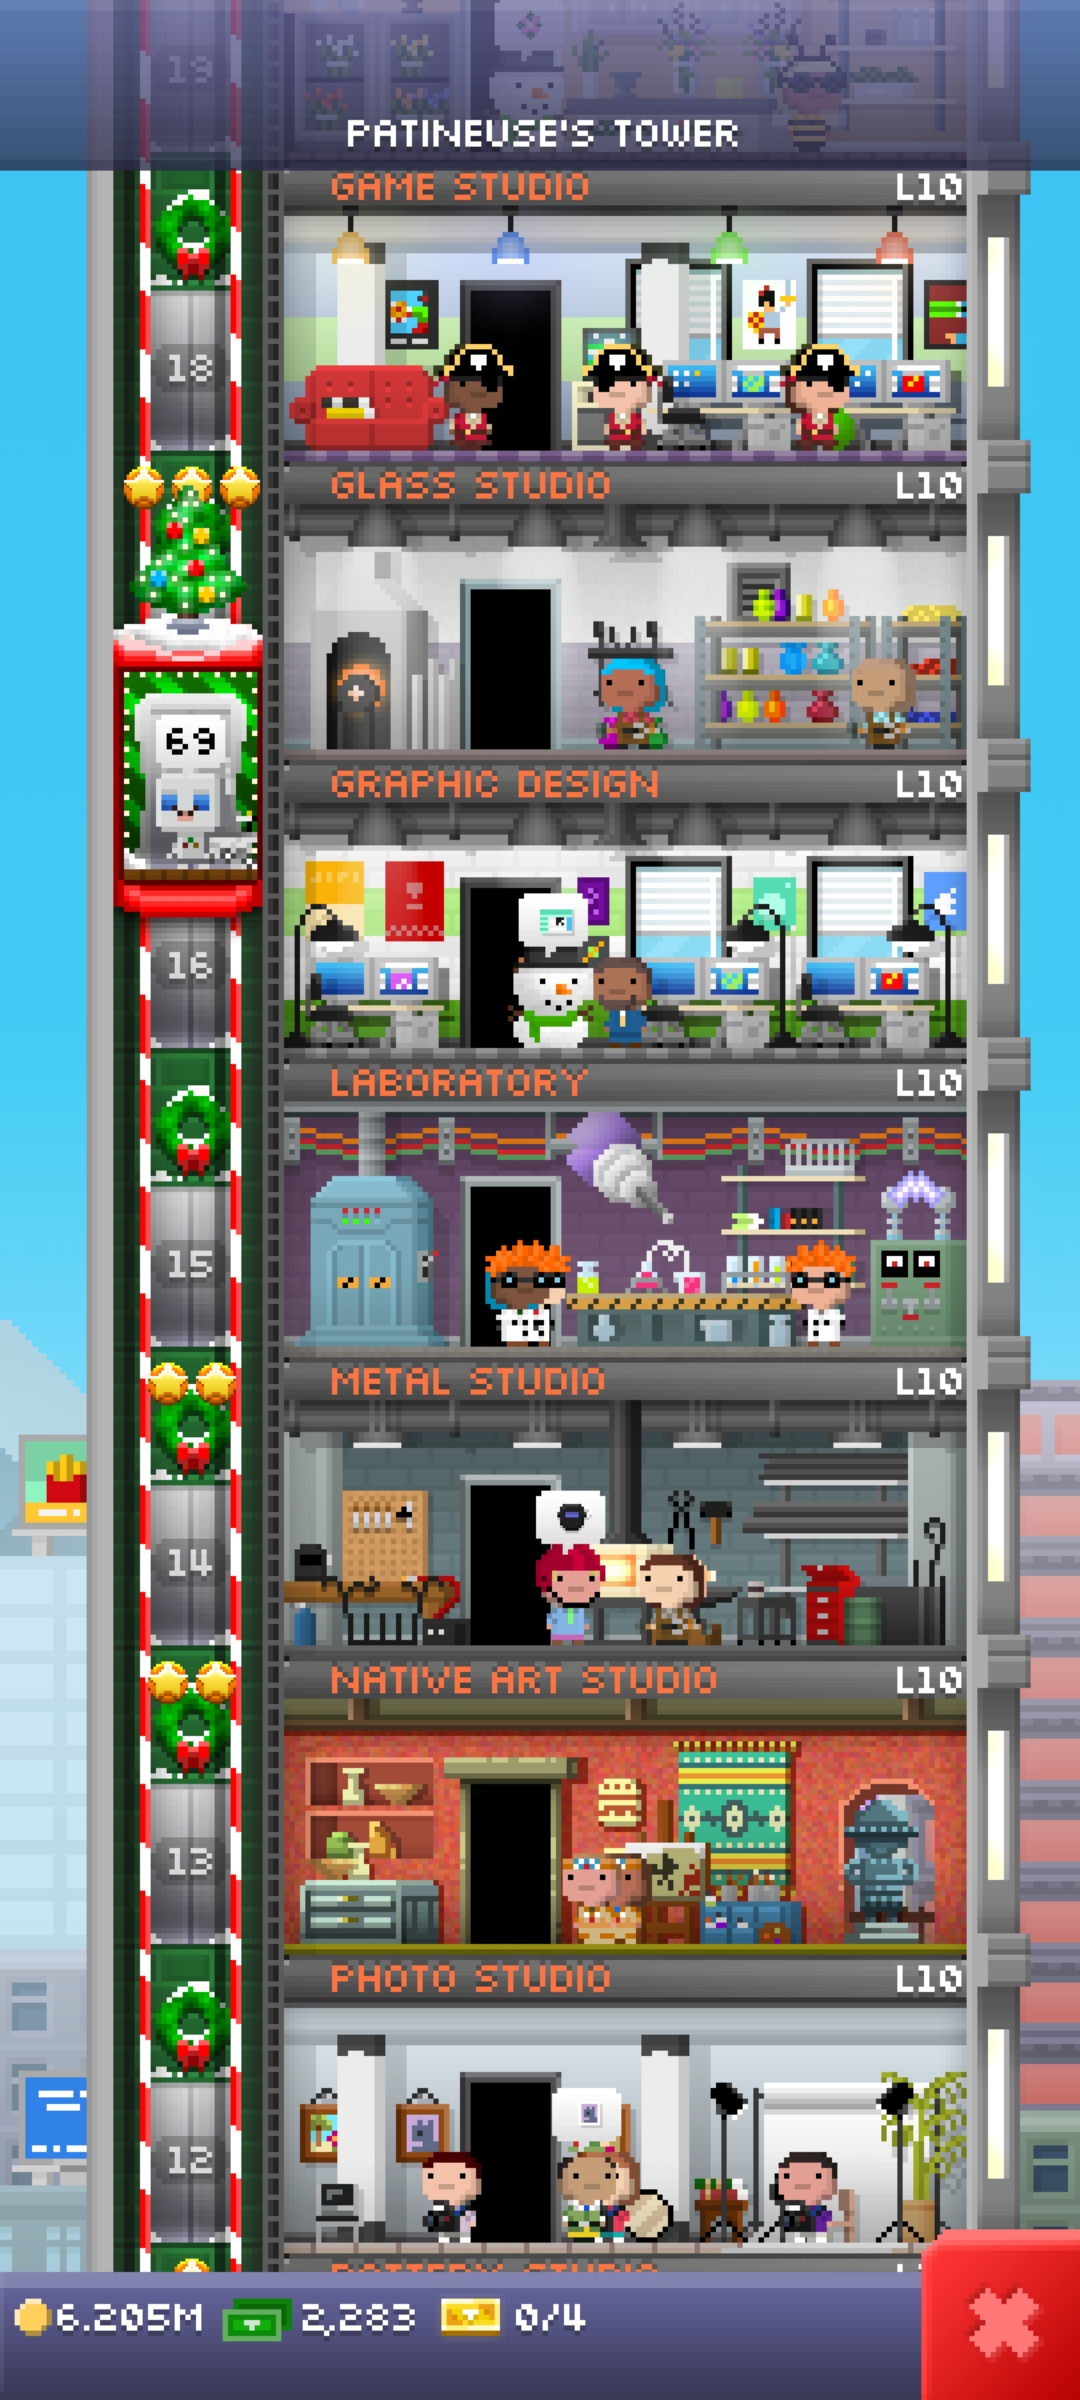 19
PATINEUSE'S TOWER
GAME STUDIO L10
18
GLASS STUDIO L10
69
GRAPHIC DESIGN L10
16
LABORATORY L10
15
METAL STUDIO L10
14
NATIVE ART STUDIO L10
13
PHOTO STUDIO L10
12
6.205M 2,283 0/4